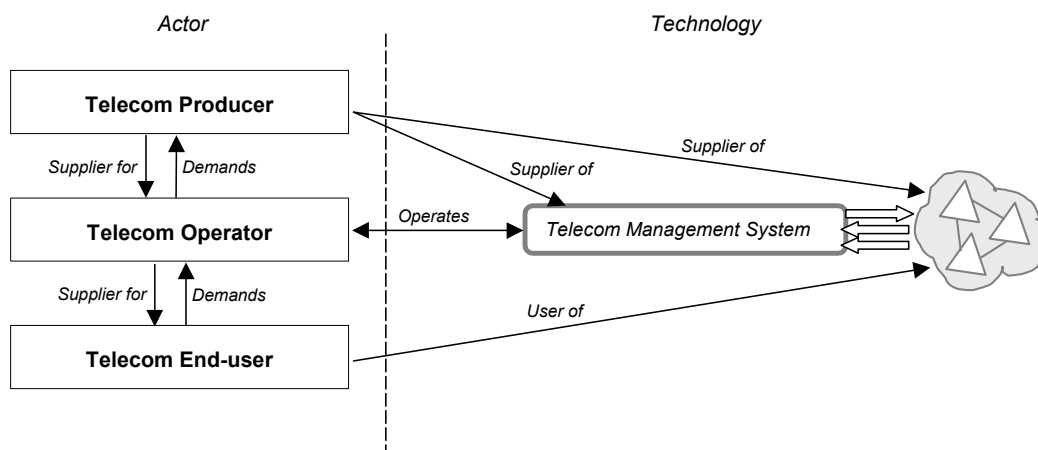 Actor
Technology
Telecom Producer
Supplier for
Demands
Supplier of
Supplier of
Telecom Operator
Operates
Telecom Management System
Supplier for
Demands
User of
Telecom End-user